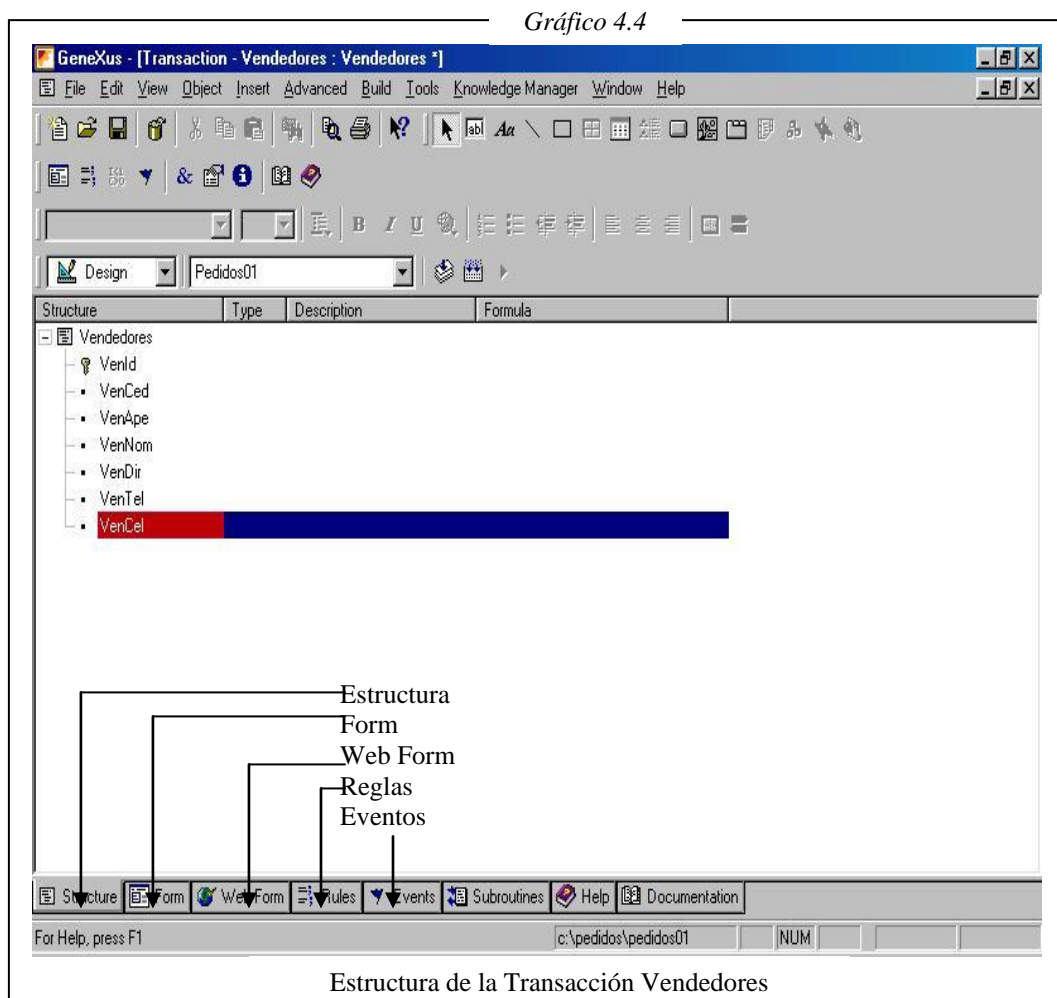 Gráfico 4.4
GeneXus - [Transaction - Vendedores : Vendedores *]
File Edit View Object Insert Advanced Build Tools Knowledge Manager Window Help
Design Pedidos01
Structure Type Description Formula
Vendedores
VenId
VenCed
VenApe
VenNom
VenDir
VenTel
VenCel
Estructura
Form
Web Form
Reglas
Eventos
Structure Form Web Form Rules Events Subroutines Help Documentation
For Help, press F1 c:\pedidos\pedidos01 NUM
Estructura de la Transacción Vendedores